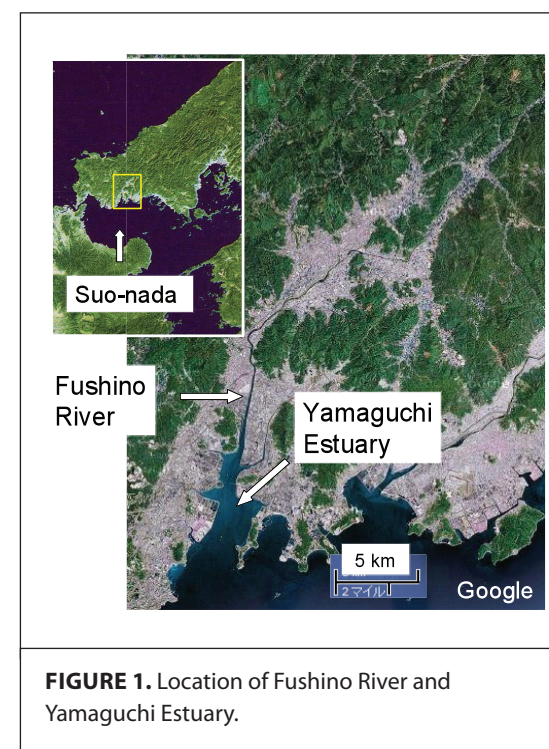 Suo-nada
Fushino
River
Yamaguchi
Estuary
5 km
2マイル
Google
FIGURE 1. Location of Fushino River and
Yamaguchi Estuary.